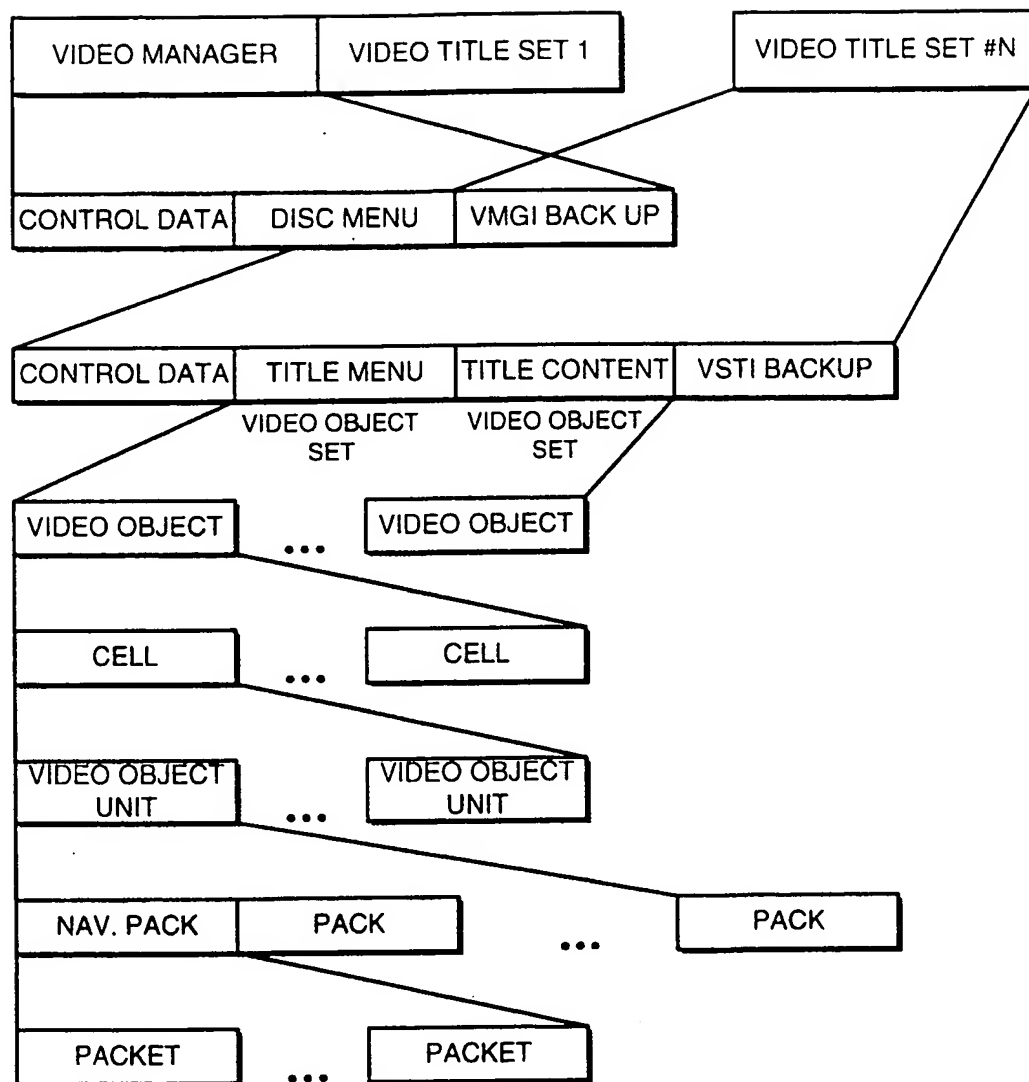 VIDEO MANAGER VIDEO TITLE SET 1 VIDEO TITLE SET #N
CONTROL DATA DISC MENU VMGI BACK UP
CONTROL DATA TITLE MENU TITLE CONTENT VSTI BACKUP
VIDEO OBJECT SET VIDEO OBJECT SET
VIDEO OBJECT ... VIDEO OBJECT
CELL ... CELL
VIDEO OBJECT UNIT ... VIDEO OBJECT UNIT
NAV. PACK PACK ... PACK
PACKET ... PACKET